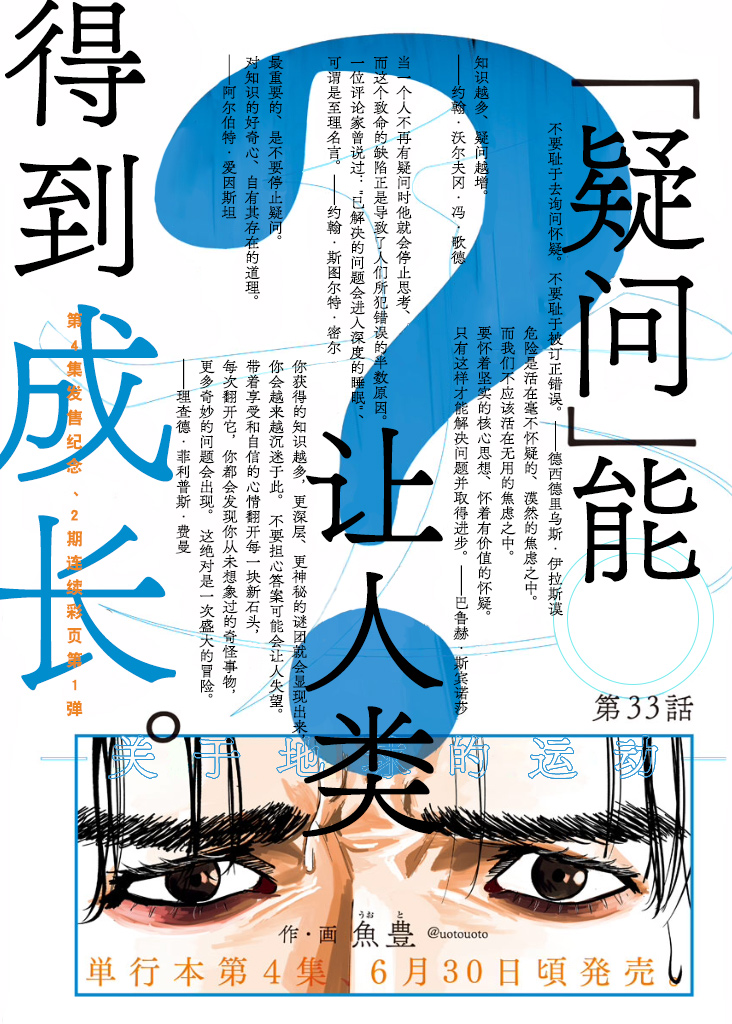 「疑问」能
让人类
得到
成长。
不要耻于去询问怀疑。不要耻于被订正错误。——德西德里乌斯·伊拉斯谟
知识越多、疑问越增。
——约翰·沃尔夫冈·冯·歌德
危险是活在毫不怀疑的、漠然的焦虑之中。
而我们不应该活在无用的焦虑之中。
要怀着坚实的核心思想、怀着有价值的怀疑。
只有这样才能解决问题并取得进步。——巴鲁赫·斯宾诺莎
当一个人不再有疑问时他就会停止思考、
而这个致命的缺陷正是导致了人们所犯错误的半数原因。
一位评论家曾说过：“已解决的问题会进入深度的睡眠”、
可谓是至理名言。——约翰·斯图尔特·密尔
最重要的、是不要停止疑问。
对知识的好奇心、自有其存在的道理。
——阿尔伯特·爱因斯坦
你获得的知识越多，更深层、更神秘的谜团就会显现出来，
你会越来越沉迷于此。不要担心答案可能会让人失望。
带着享受和自信的心情翻开每一块新石头，
每次翻开它，你都会发现你从未想象过的奇怪事物，
更多奇妙的问题会出现。这绝对是一次盛大的冒险。
——理查德·菲利普斯·费曼
第4集发售纪念、2期连续彩页第1弹
第33話
关于地球的运动
作・画 魚豊 @uotouoto
うお と
単行本第4集、6月30日頃発売。